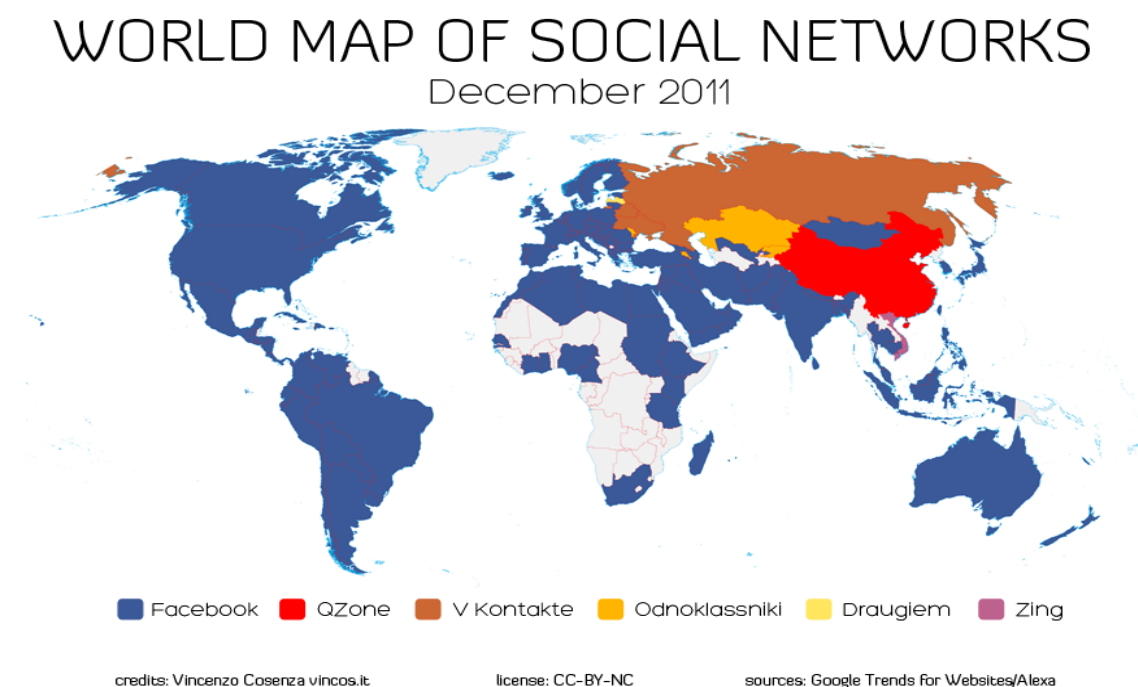 WORLD MAP OF SOCIAL NETWORKS
December 2011
Facebook QZone V Kontakte Odnoklassniki Draugiem Zing
credits: Vincenzo Cosenza vincos.it license: CC-BY-NC sources: Google Trends for Websites/Alexa